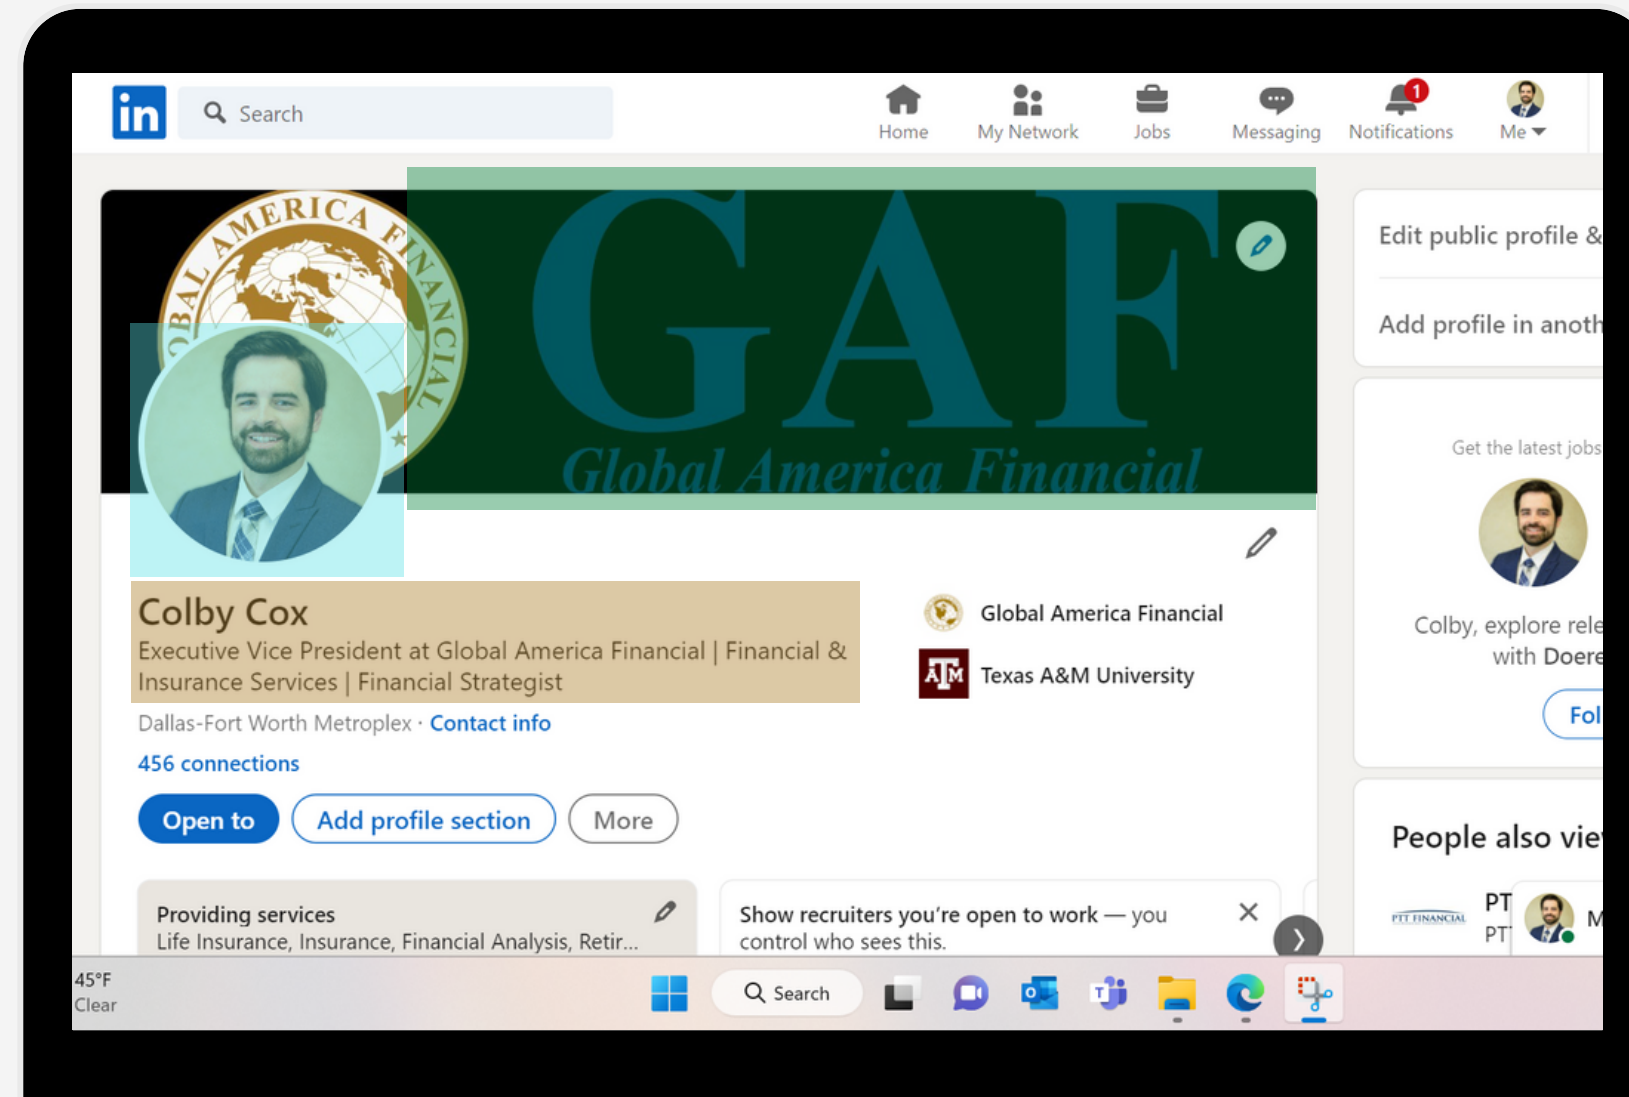 in
Search
Home
My Network
Jobs
Messaging
1
Notifications
Me
GLOBAL AMERICA FINANCIAL
GAF
Global America Financial
Edit public profile &
Add profile in anoth
Get the latest jobs
Colby, explore rele
with Doere
Fol
Colby Cox
Executive Vice President at Global America Financial | Financial &
Insurance Services | Financial Strategist
Global America Financial
ATM
Texas A&M University
Dallas-Fort Worth Metroplex · Contact info
456 connections
Open to
Add profile section
More
People also vie
Providing services
Life Insurance, Insurance, Financial Analysis, Retir...
Show recruiters you're open to work — you
control who sees this.
PTT FINANCIAL
PT
PT
M
45°F
Clear
Search